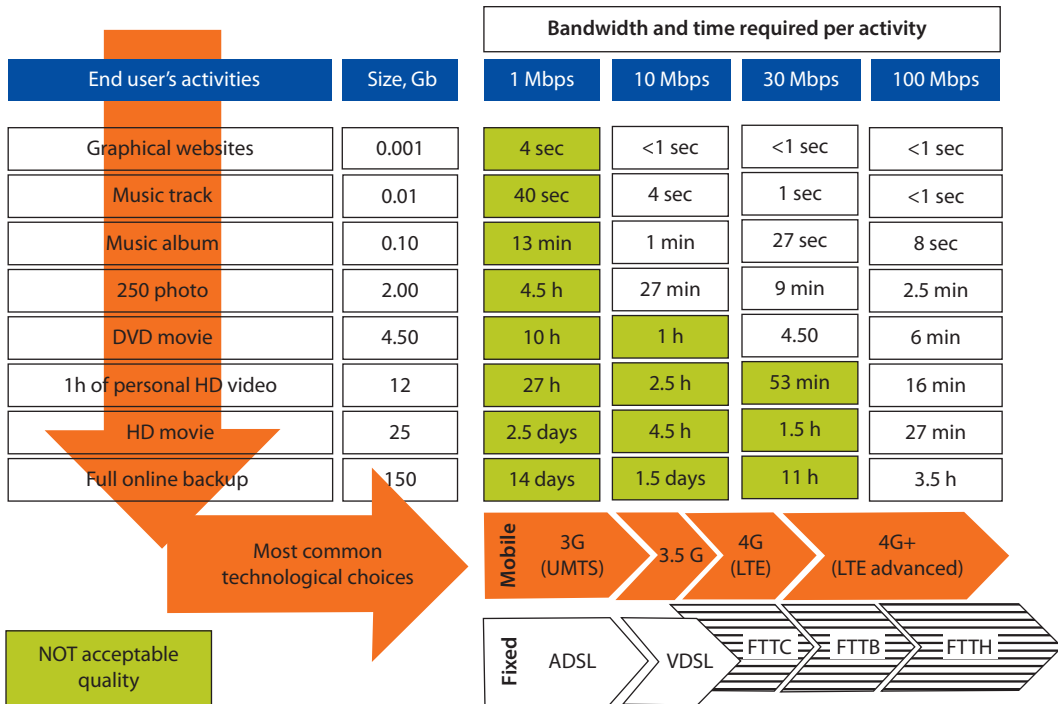 Bandwidth and time required per activity
End user's activities Size, Gb 1 Mbps 10 Mbps 30 Mbps 100 Mbps
Graphical websites 0.001 4 sec <1 sec <1 sec <1 sec
Music track 0.01 40 sec 4 sec 1 sec <1 sec
Music album 0.10 13 min 1 min 27 sec 8 sec
250 photo 2.00 4.5 h 27 min 9 min 2.5 min
DVD movie 4.50 10 h 1 h 4.50 6 min
1h of personal HD video 12 27 h 2.5 h 53 min 16 min
HD movie 25 2.5 days 4.5 h 1.5 h 27 min
Full online backup 150 14 days 1.5 days 11 h 3.5 h
Most common
technological choices
Mobile
3G
(UMTS)
3.5 G
4G
(LTE)
4G+
(LTE advanced)
NOT acceptable
quality
Fixed
ADSL VDSL FTTC FTTB FTTH